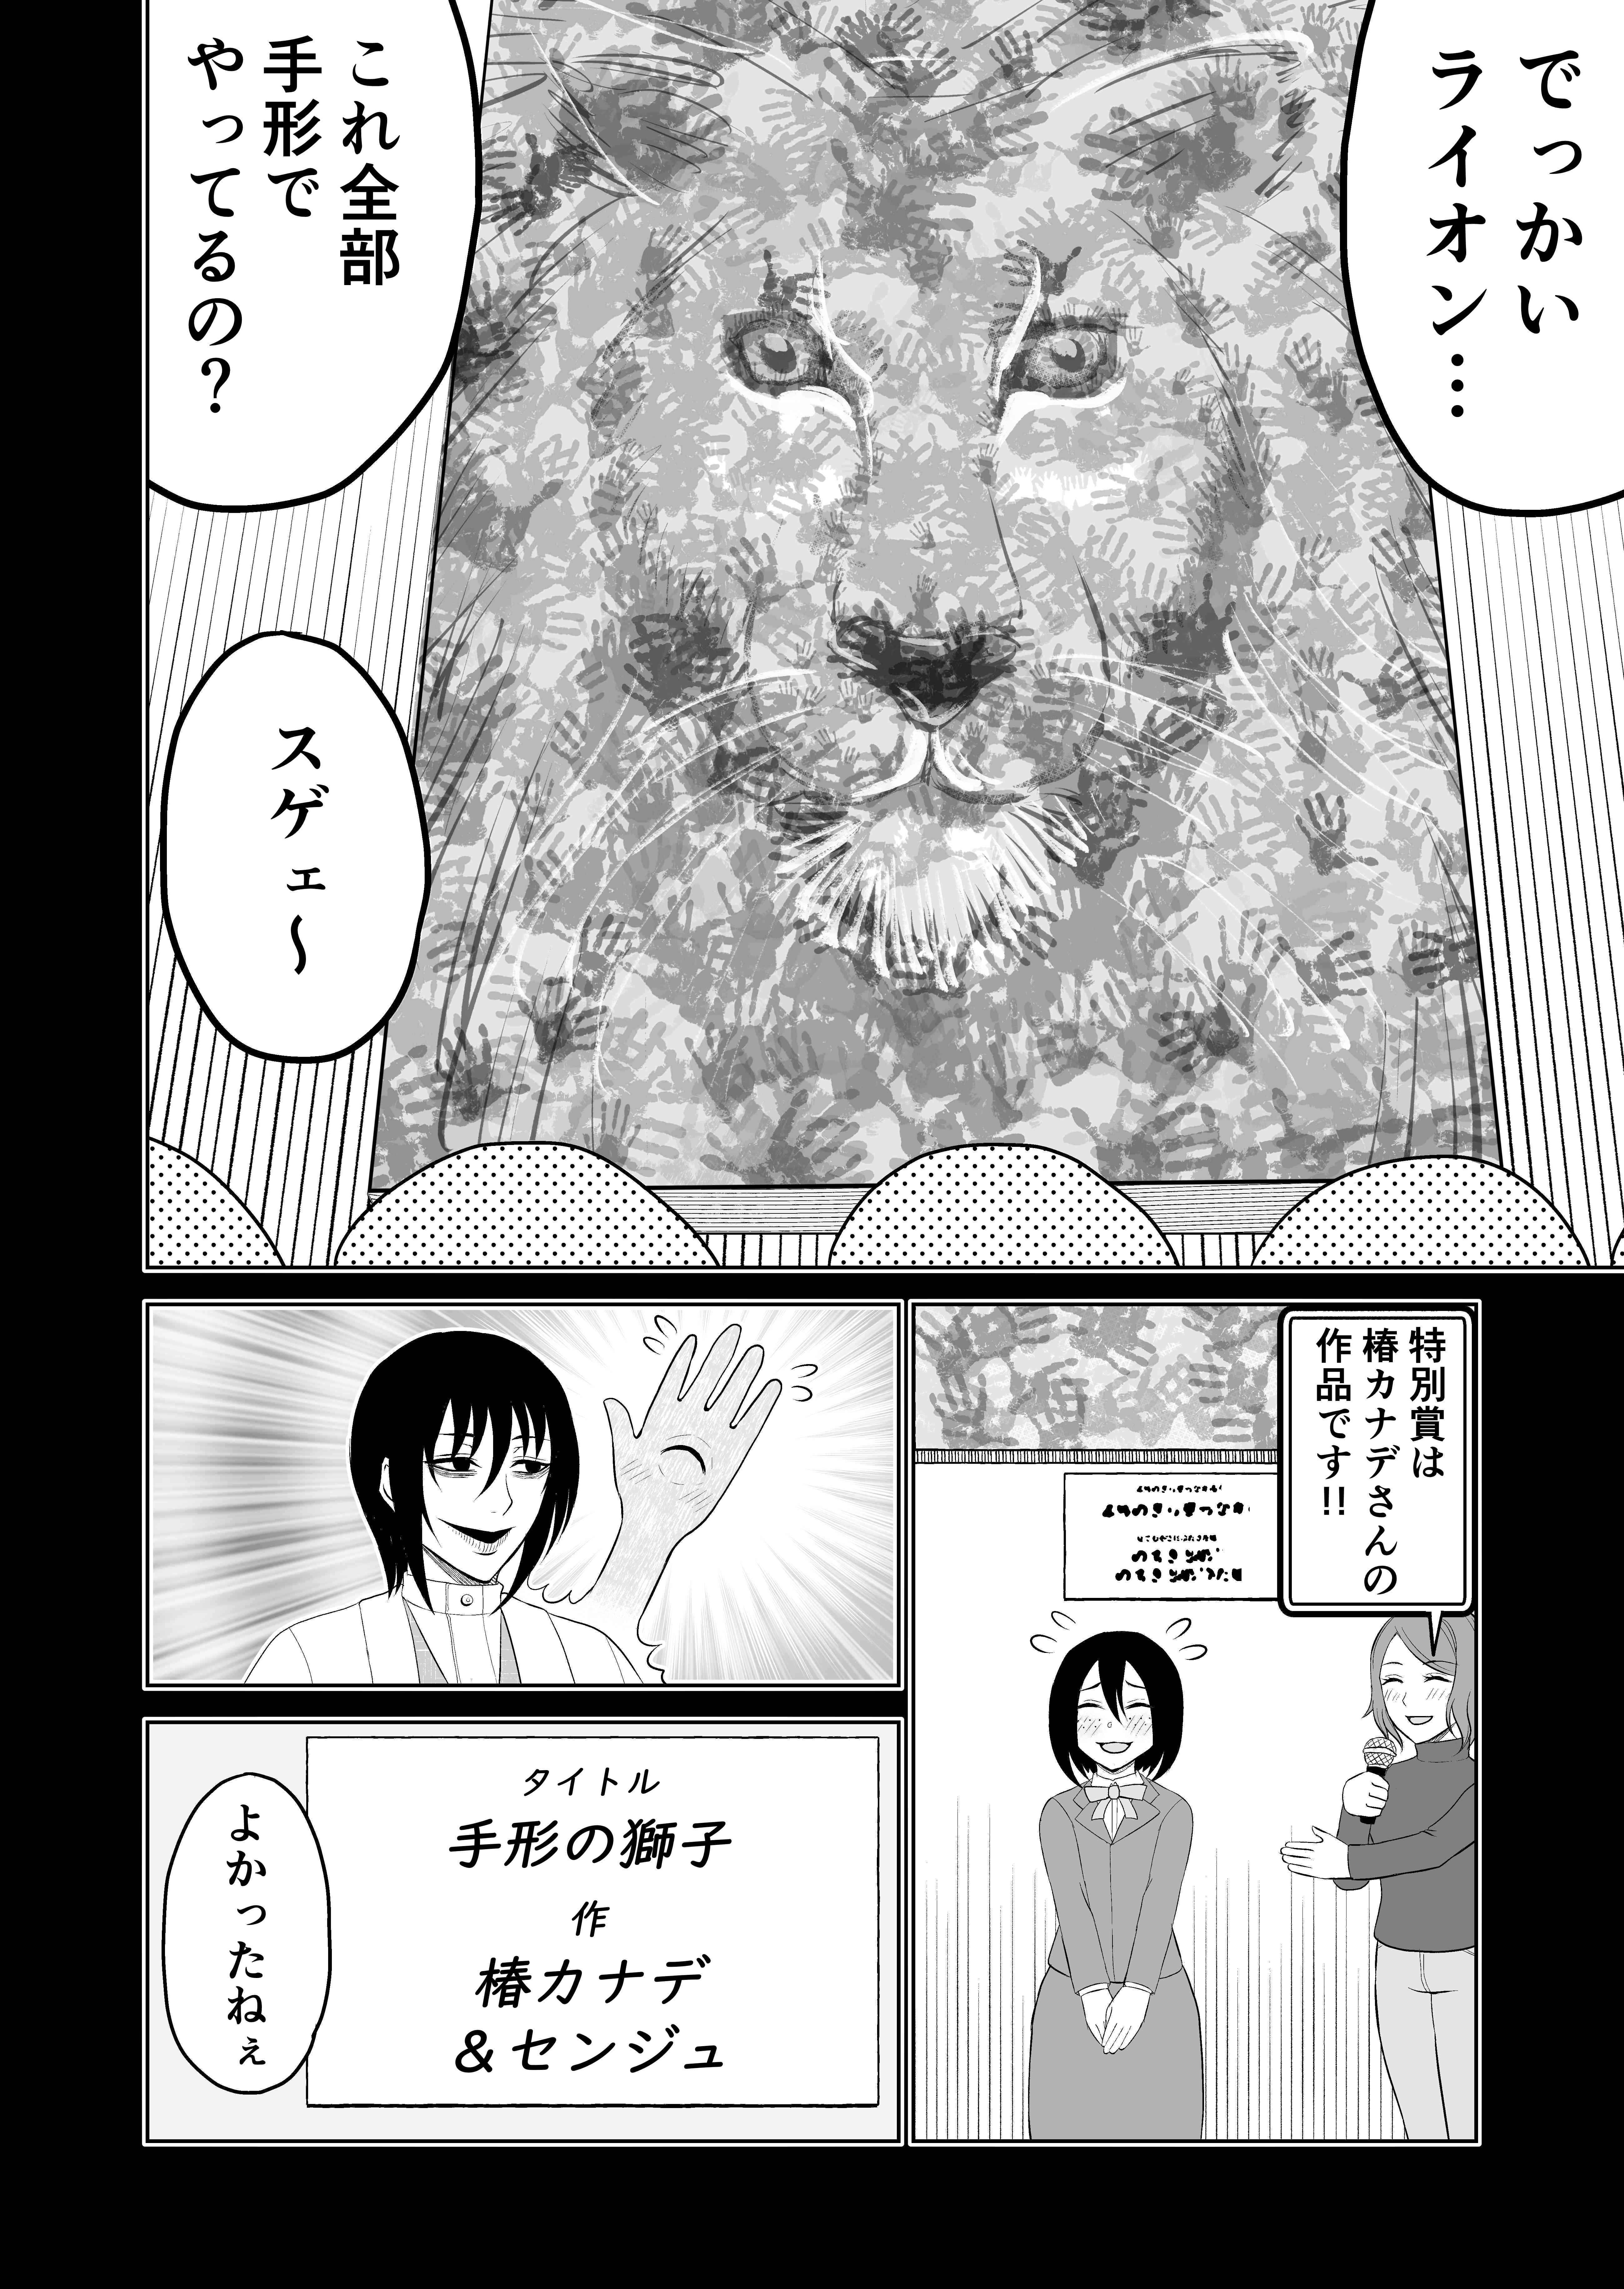 でっかい
ライオン…
これ全部
手形で
やってるの？
スゲェ～
特別賞は
椿カナデさんの
作品です!!
タイトル
手形の獅子
作
椿カナデ
＆センジュ
よかったねぇ